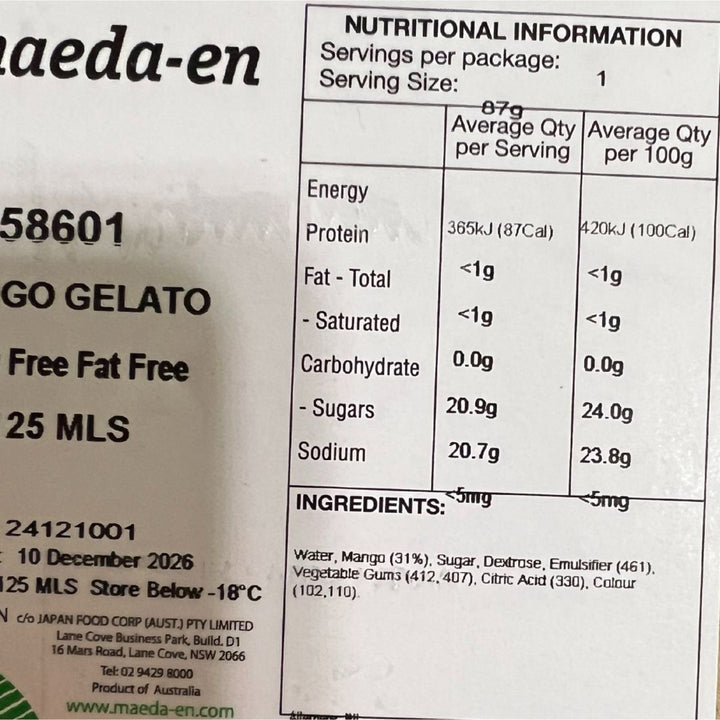 maeda-en
58601
GO GELATO
Free Fat Free
25 MLS
24121001
: 10 December 2026
125 MLS Store Below -18°C
N c/o JAPAN FOOD CORP (AUST.) PTY LIMITED
Lane Cove Business Park, Build. D1
16 Mars Road, Lane Cove, NSW 2066
Tel: 02 9429 8000
Product of Australia
www.maeda-en.com
NUTRITIONAL INFORMATION
Servings per package: 1
Serving Size: 87g
Average Qty per Serving Average Qty per 100g
Energy
Protein 365kJ (87Cal) 420kJ (100Cal)
Fat - Total <1g <1g
- Saturated <1g <1g
Carbohydrate 0.0g 0.0g
- Sugars 20.9g 24.0g
Sodium 20.7g 23.8g
<5mg <5mg
INGREDIENTS:
Water, Mango (31%), Sugar, Dextrose, Emulsifier (461),
Vegetable Gums (412, 407), Citric Acid (330), Colour
(102,110).